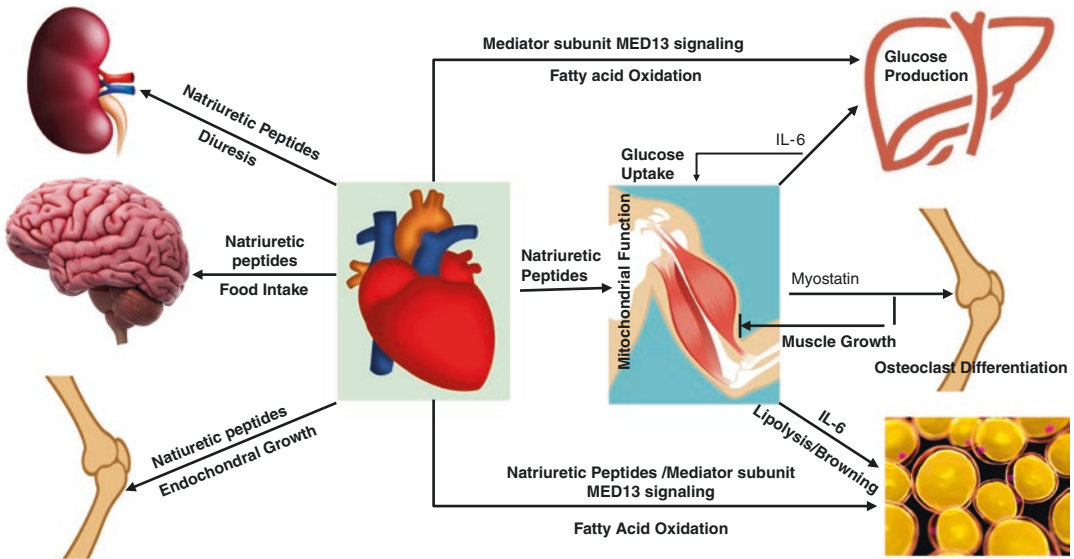 Mediator subunit MED13 signaling
Fatty acid Oxidation
Glucose
Production
Natriuretic Peptides
Diuresis
IL-6
Glucose
Uptake
Natriuretic
peptides
Food Intake
Natriuretic
Peptides
Mitochondrial Function
Myostatin
Muscle Growth
Osteoclast Differentiation
Natiuretic peptides
Endochondral Growth
IL-6
Lipolysis/Browning
Natriuretic Peptides /Mediator subunit
MED13 signaling
Fatty Acid Oxidation